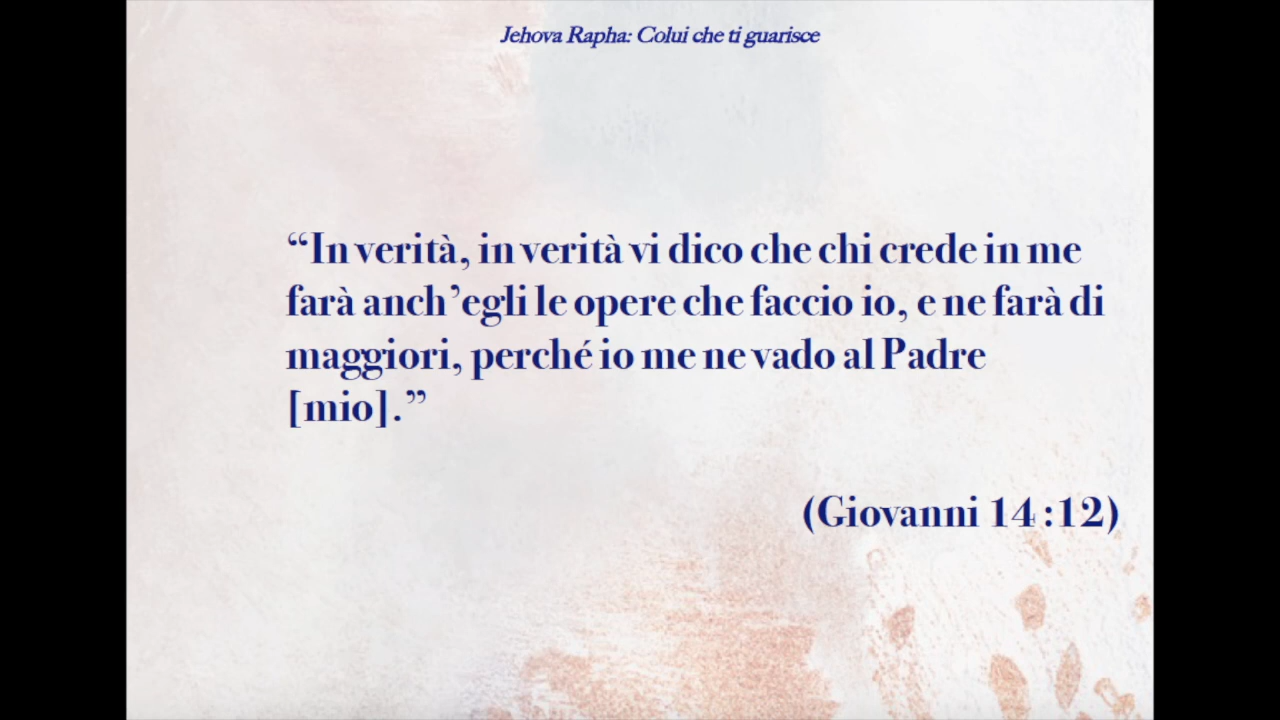 Jehova Rapha: Colui che ti guarisce
“In verità, in verità vi dico che chi crede in me
farà anch’egli le opere che faccio io, e ne farà di
maggiori, perché io me ne vado al Padre
[mio].”
(Giovanni 14:12)